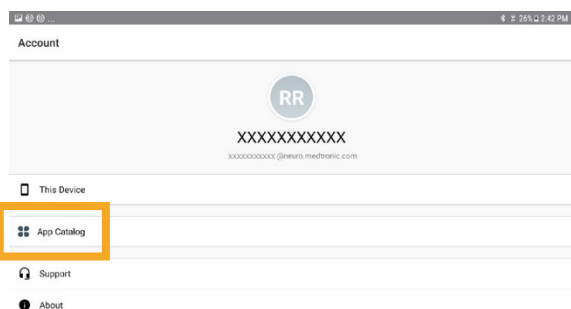 26% 2:42 PM
Account
RR
XXXXXXXXXXX
xxxxxxxxxxx @neuro.medtronic.com
This Device
App Catalog
Support
About